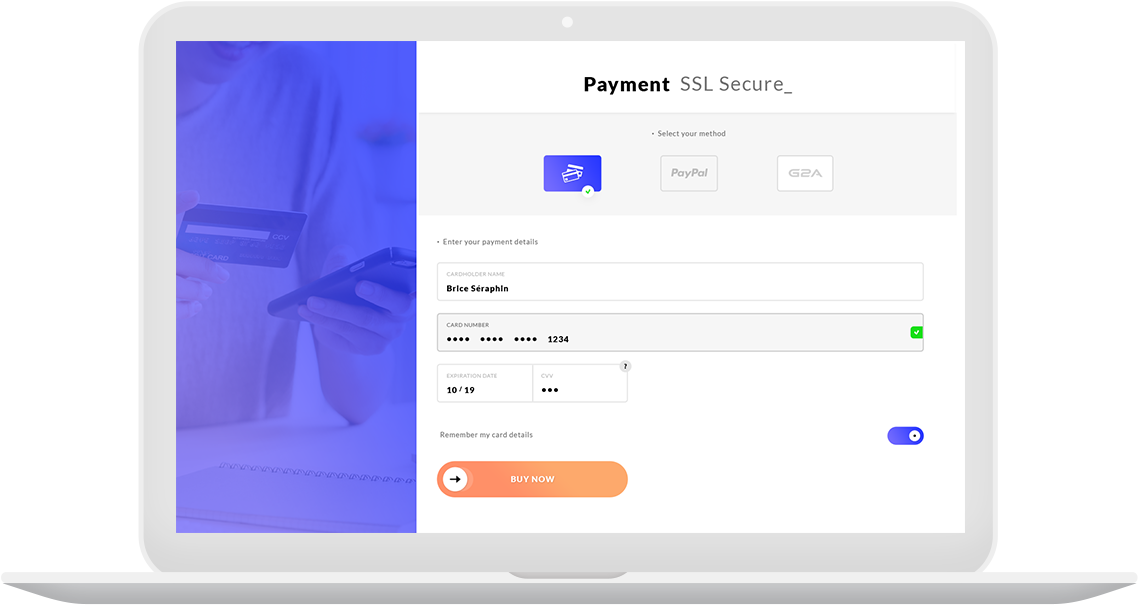 Payment SSL Secure_
• Select your method
PayPal
G2A
• Enter your payment details
CARDHOLDER NAME
Brice Séraphin
CARD NUMBER
•••• •••• •••• 1234
?
EXPIRATION DATE
CVV
10 / 19
•••
Remember my card details
BUY NOW
CCV
CARD